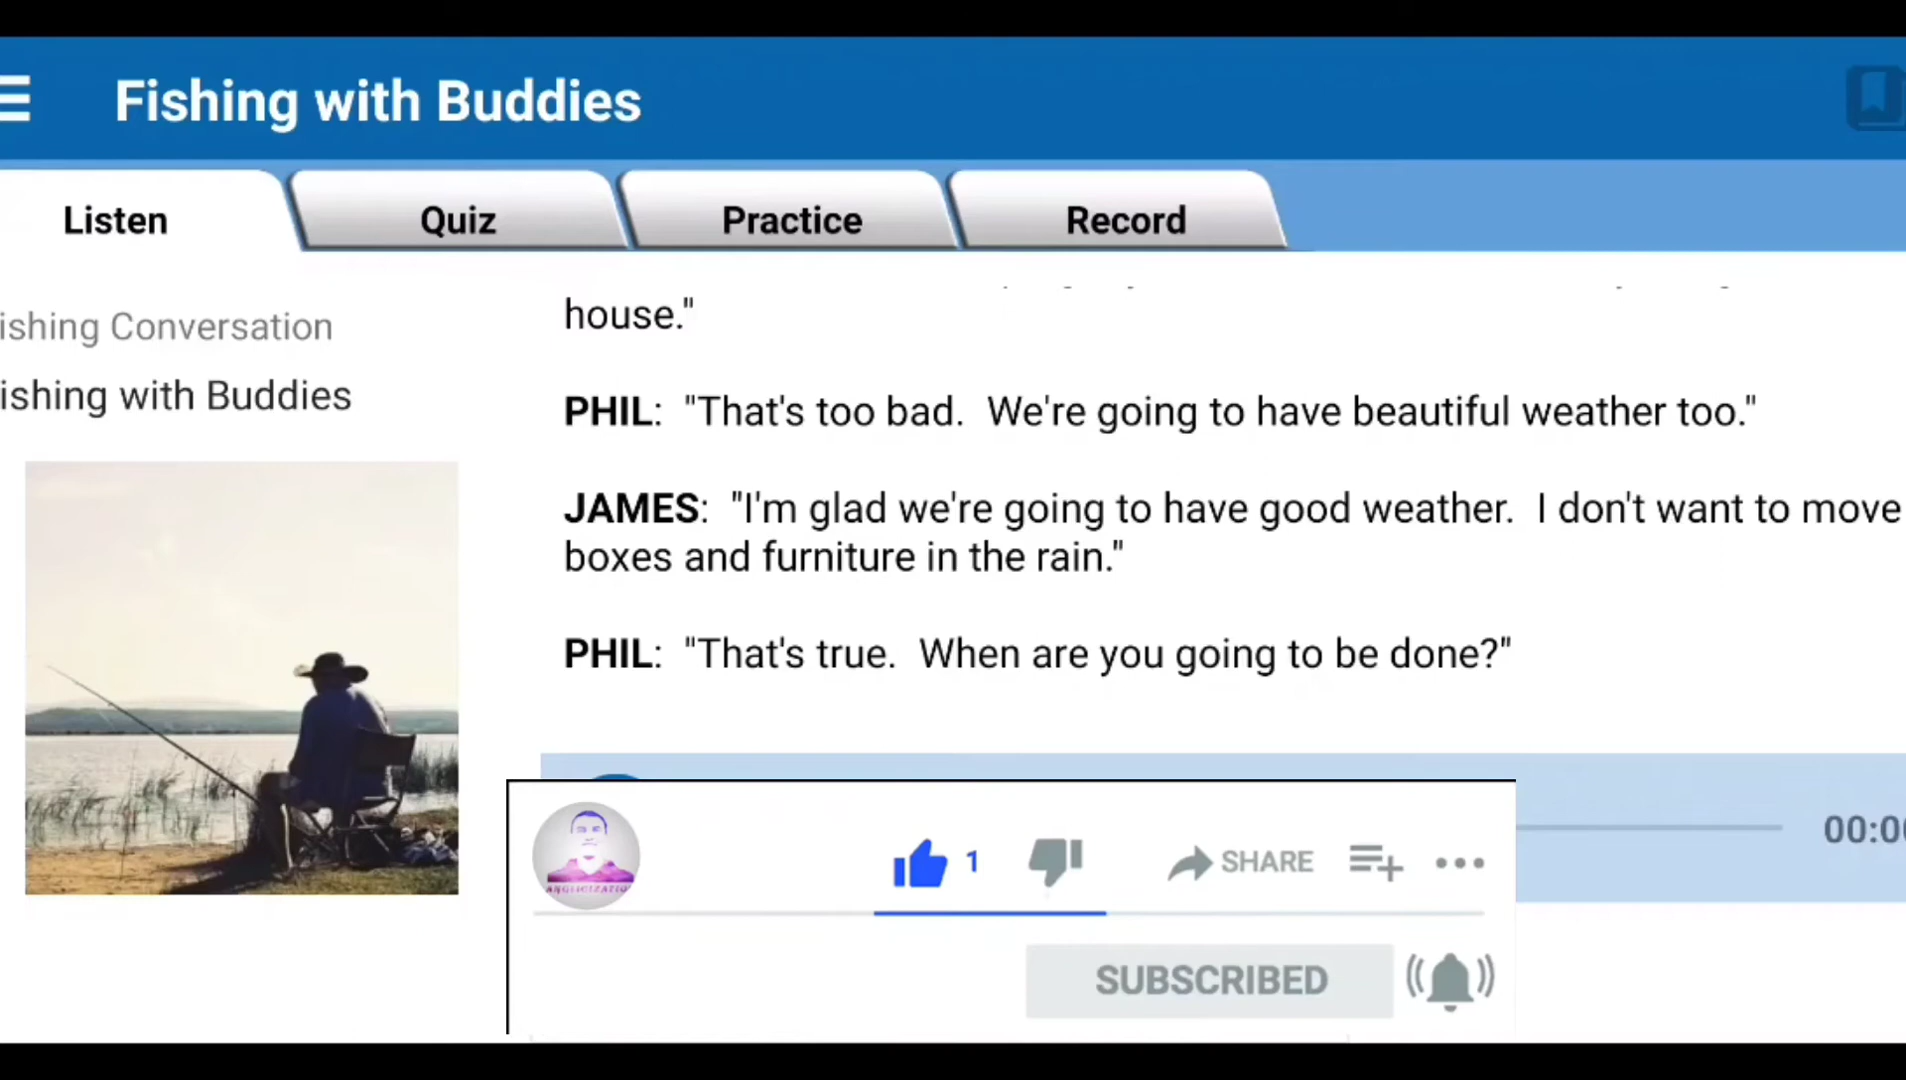 Fishing with Buddies
Listen
Quiz
Practice
Record
ishing Conversation
ishing with Buddies
house."
PHIL: "That's too bad. We're going to have beautiful weather too."
JAMES: "I'm glad we're going to have good weather. I don't want to move
boxes and furniture in the rain."
PHIL: "That's true. When are you going to be done?"
00:0
ANGLICIZATIO
1
SHARE
SUBSCRIBED